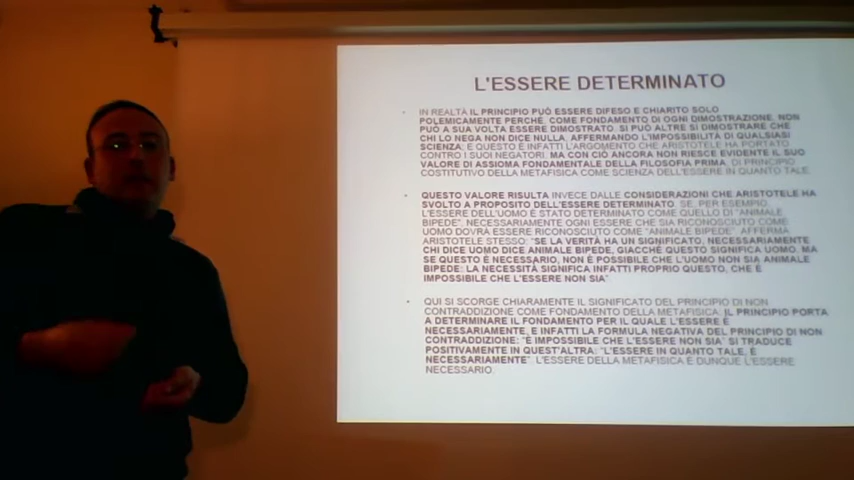 L'ESSERE DETERMINATO
IN REALTÀ IL PRINCIPIO PUÒ ESSERE DIFESO E CHIARITO SOLO
POLEMICAMENTE PERCHÉ, COME FONDAMENTO DI OGNI DIMOSTRAZIONE, NON
PUÒ A SUA VOLTA ESSERE DIMOSTRATO. SI PUÒ ALTRE SI DIMOSTRARE CHE
CHI LO NEGA NON DICE NULLA, AFFERMANDO L'IMPOSSIBILITÀ DI QUALSIASI
SCIENZA: E QUESTO È INFATTI L'ARGOMENTO CHE ARISTOTELE HA PORTATO
CONTRO I SUOI NEGATORI. MA CON CIÒ ANCORA NON RIESCE EVIDENTE IL SUO
VALORE DI ASSIOMA FONDAMENTALE DELLA FILOSOFIA PRIMA, DI PRINCIPIO
COSTITUTIVO DELLA METAFISICA COME SCIENZA DELL'ESSERE IN QUANTO TALE.
QUESTO VALORE RISULTA INVECE DALLE CONSIDERAZIONI CHE ARISTOTELE HA
SVOLTO A PROPOSITO DELL'ESSERE DETERMINATO. SE, PER ESEMPIO,
L'ESSERE DELL'UOMO È STATO DETERMINATO COME QUELLO DI "ANIMALE
BIPEDE", NECESSARIAMENTE OGNI ESSERE CHE SIA RICONOSCIUTO COME
UOMO DOVRÀ ESSERE RICONOSCIUTO COME "ANIMALE BIPEDE". AFFERMA
ARISTOTELE STESSO: "SE LA VERITÀ HA UN SIGNIFICATO, NECESSARIAMENTE
CHI DICE UOMO DICE ANIMALE BIPEDE, GIACCHÉ QUESTO SIGNIFICA UOMO. MA
SE QUESTO È NECESSARIO, NON È POSSIBILE CHE L'UOMO NON SIA ANIMALE
BIPEDE: LA NECESSITÀ SIGNIFICA INFATTI PROPRIO QUESTO, CHE È
IMPOSSIBILE CHE L'ESSERE NON SIA"
QUI SI SCORGE CHIARAMENTE IL SIGNIFICATO DEL PRINCIPIO DI NON
CONTRADDIZIONE COME FONDAMENTO DELLA METAFISICA. IL PRINCIPIO PORTA
A DETERMINARE IL FONDAMENTO PER IL QUALE L'ESSERE È
NECESSARIAMENTE, E INFATTI LA FORMULA NEGATIVA DEL PRINCIPIO DI NON
CONTRADDIZIONE: "È IMPOSSIBILE CHE L'ESSERE NON SIA" SI TRADUCE
POSITIVAMENTE IN QUEST'ALTRA: "L'ESSERE IN QUANTO TALE, È
NECESSARIAMENTE". L'ESSERE DELLA METAFISICA È DUNQUE L'ESSERE
NECESSARIO.